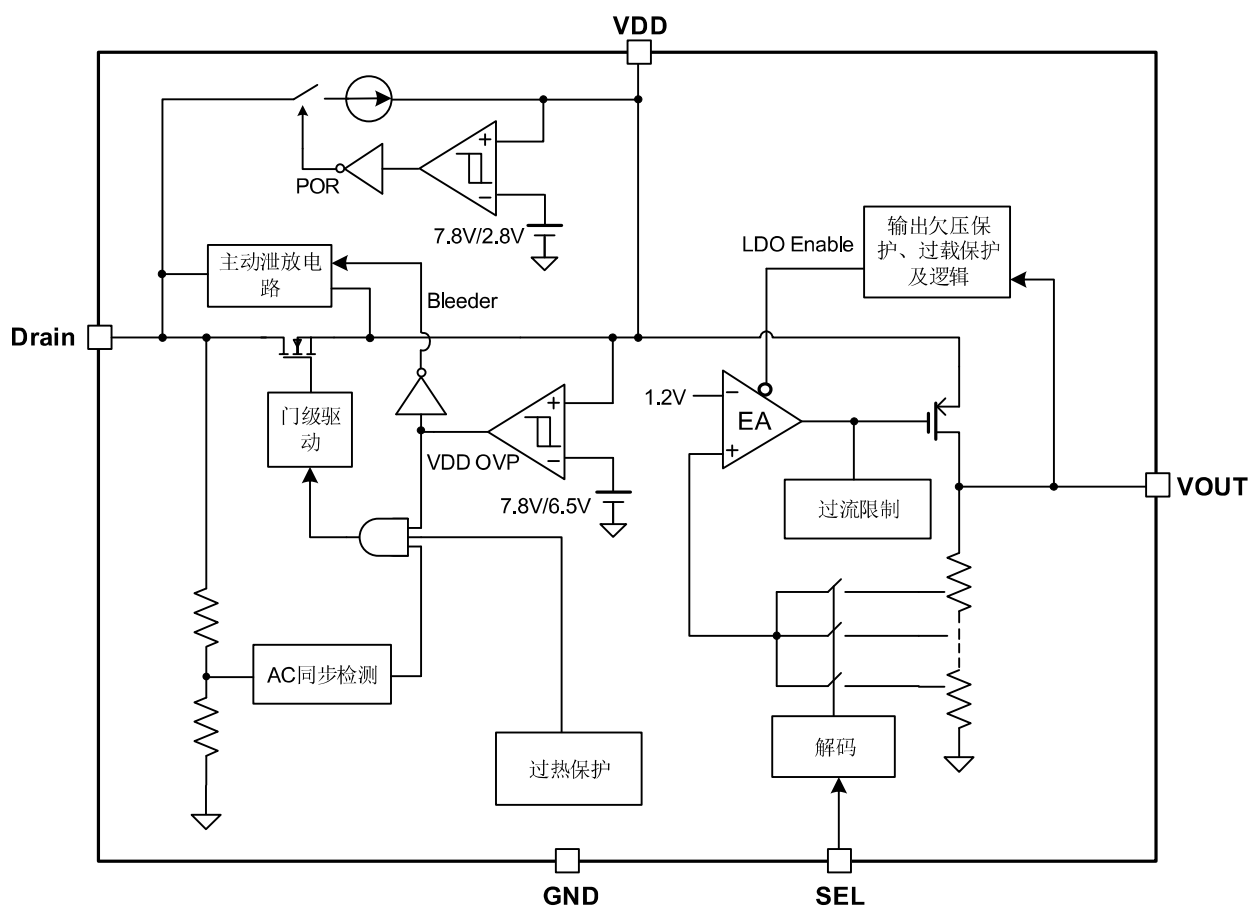 VDD
POR
+
−
7.8V/2.8V
主动泄放电
路
Bleeder
LDO Enable
输出欠压保
护、过载保护
及逻辑
Drain
门级驱
动
+
−
VDD OVP
7.8V/6.5V
1.2V
−
EA
+
过流限制
VOUT
AC同步检测
过热保护
解码
GND
SEL